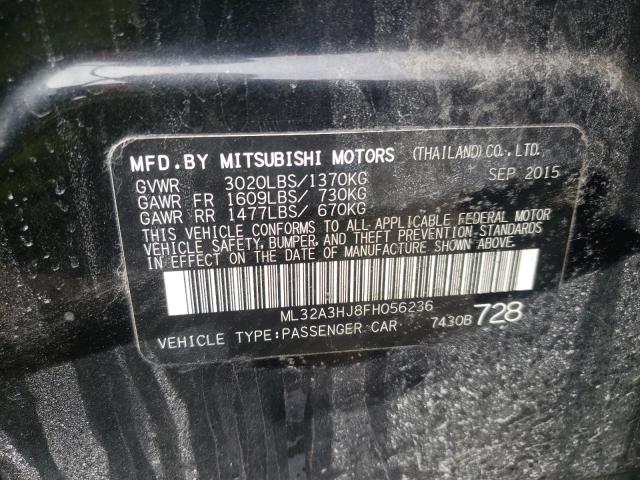 MFD.BY MITSUBISHI MOTORS (THAILAND)CO.,LTD.
GVWR 3020LBS/1370KG SEP 2015
GAWR FR 1609LBS/ 730KG
GAWR RR 1477LBS/ 670KG
THIS VEHICLE CONFORMS TO ALL APPLICABLE FEDERAL MOTOR
VEHICLE SAFETY, BUMPER, AND THEFT PREVENTION STANDARDS
IN EFFECT ON THE DATE OF MANUFACTURE SHOWN ABOVE.
ML32A3HJ8FH056236
VEHICLE TYPE:PASSENGER CAR 7430B 728